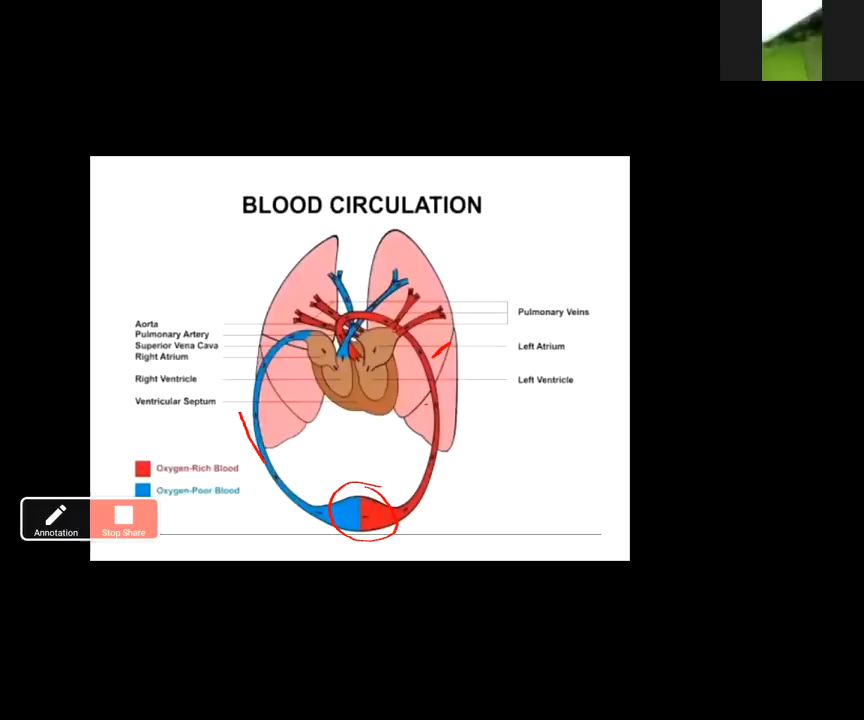 BLOOD CIRCULATION
Aorta
Pulmonary Artery
Superior Vena Cava
Right Atrium
Right Ventricle
Ventricular Septum
Pulmonary Veins
Left Atrium
Left Ventricle
Oxygen-Rich Blood
Oxygen-Poor Blood
Annotation
Stop Share